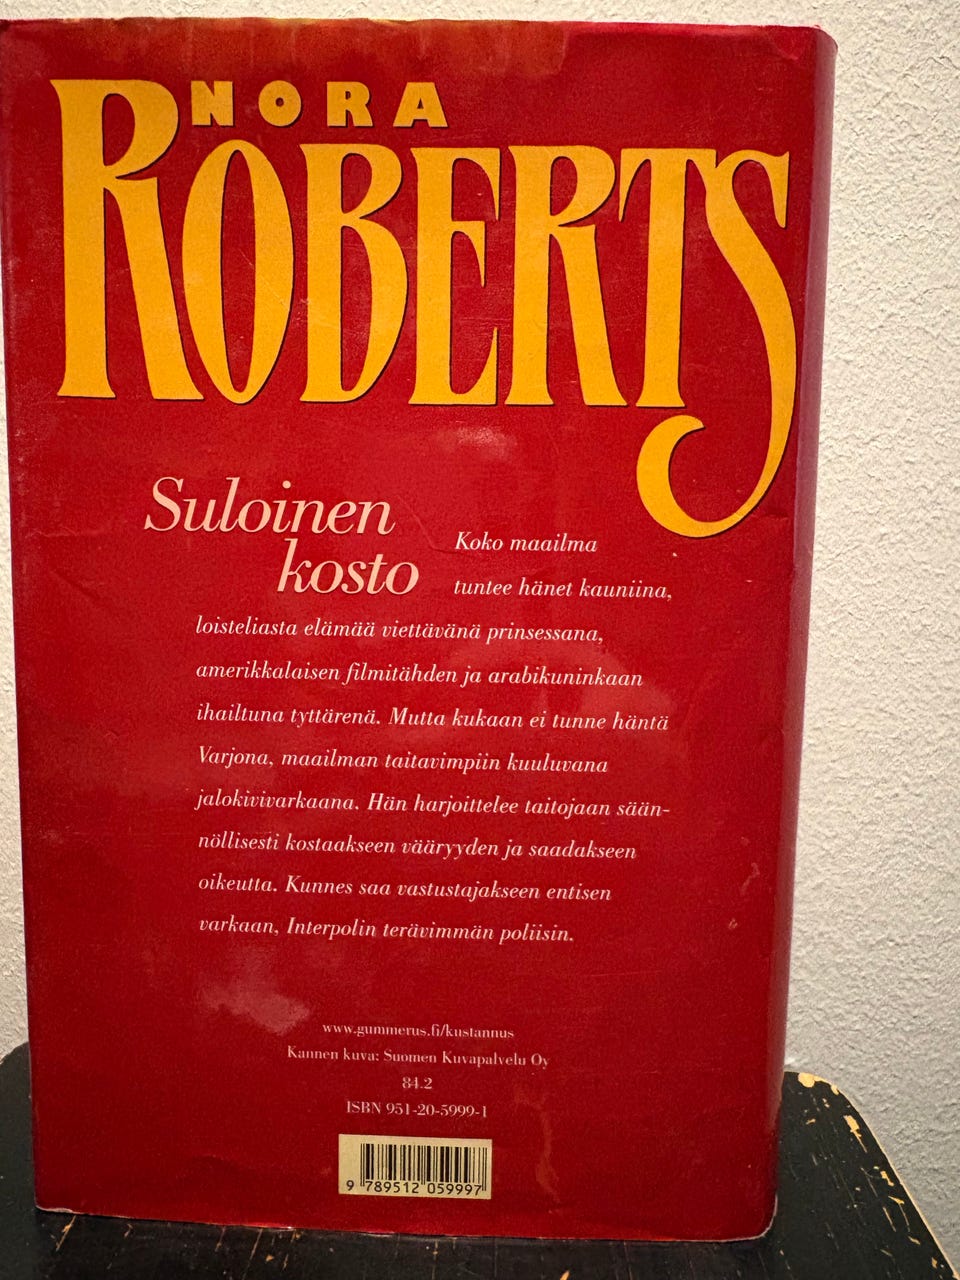 NORA
ROBERTS
Suloinen
kosto
Koko maailma
tuntee hänet kauniina,
loisteliasta elämää viettävänä prinsessana,
amerikkalaisen filmitähden ja arabikuninkaan
ihailtuna tyttärenä. Mutta kukaan ei tunne häntä
Varjona, maailman taitavimpiin kuuluvana
jalokivivarkaana. Hän harjoittelee taitojaan sään-
nöllisesti kostaakseen vääryyden ja saadakseen
oikeutta. Kunnes saa vastustajakseen entisen
varkaan, Interpolin terävimmän poliisin.
www.gummerus.fi/kustannus
Kannen kuva: Suomen Kuvapalvelu Oy
84.2
ISBN 951-20-5999-1
9 789512 059997